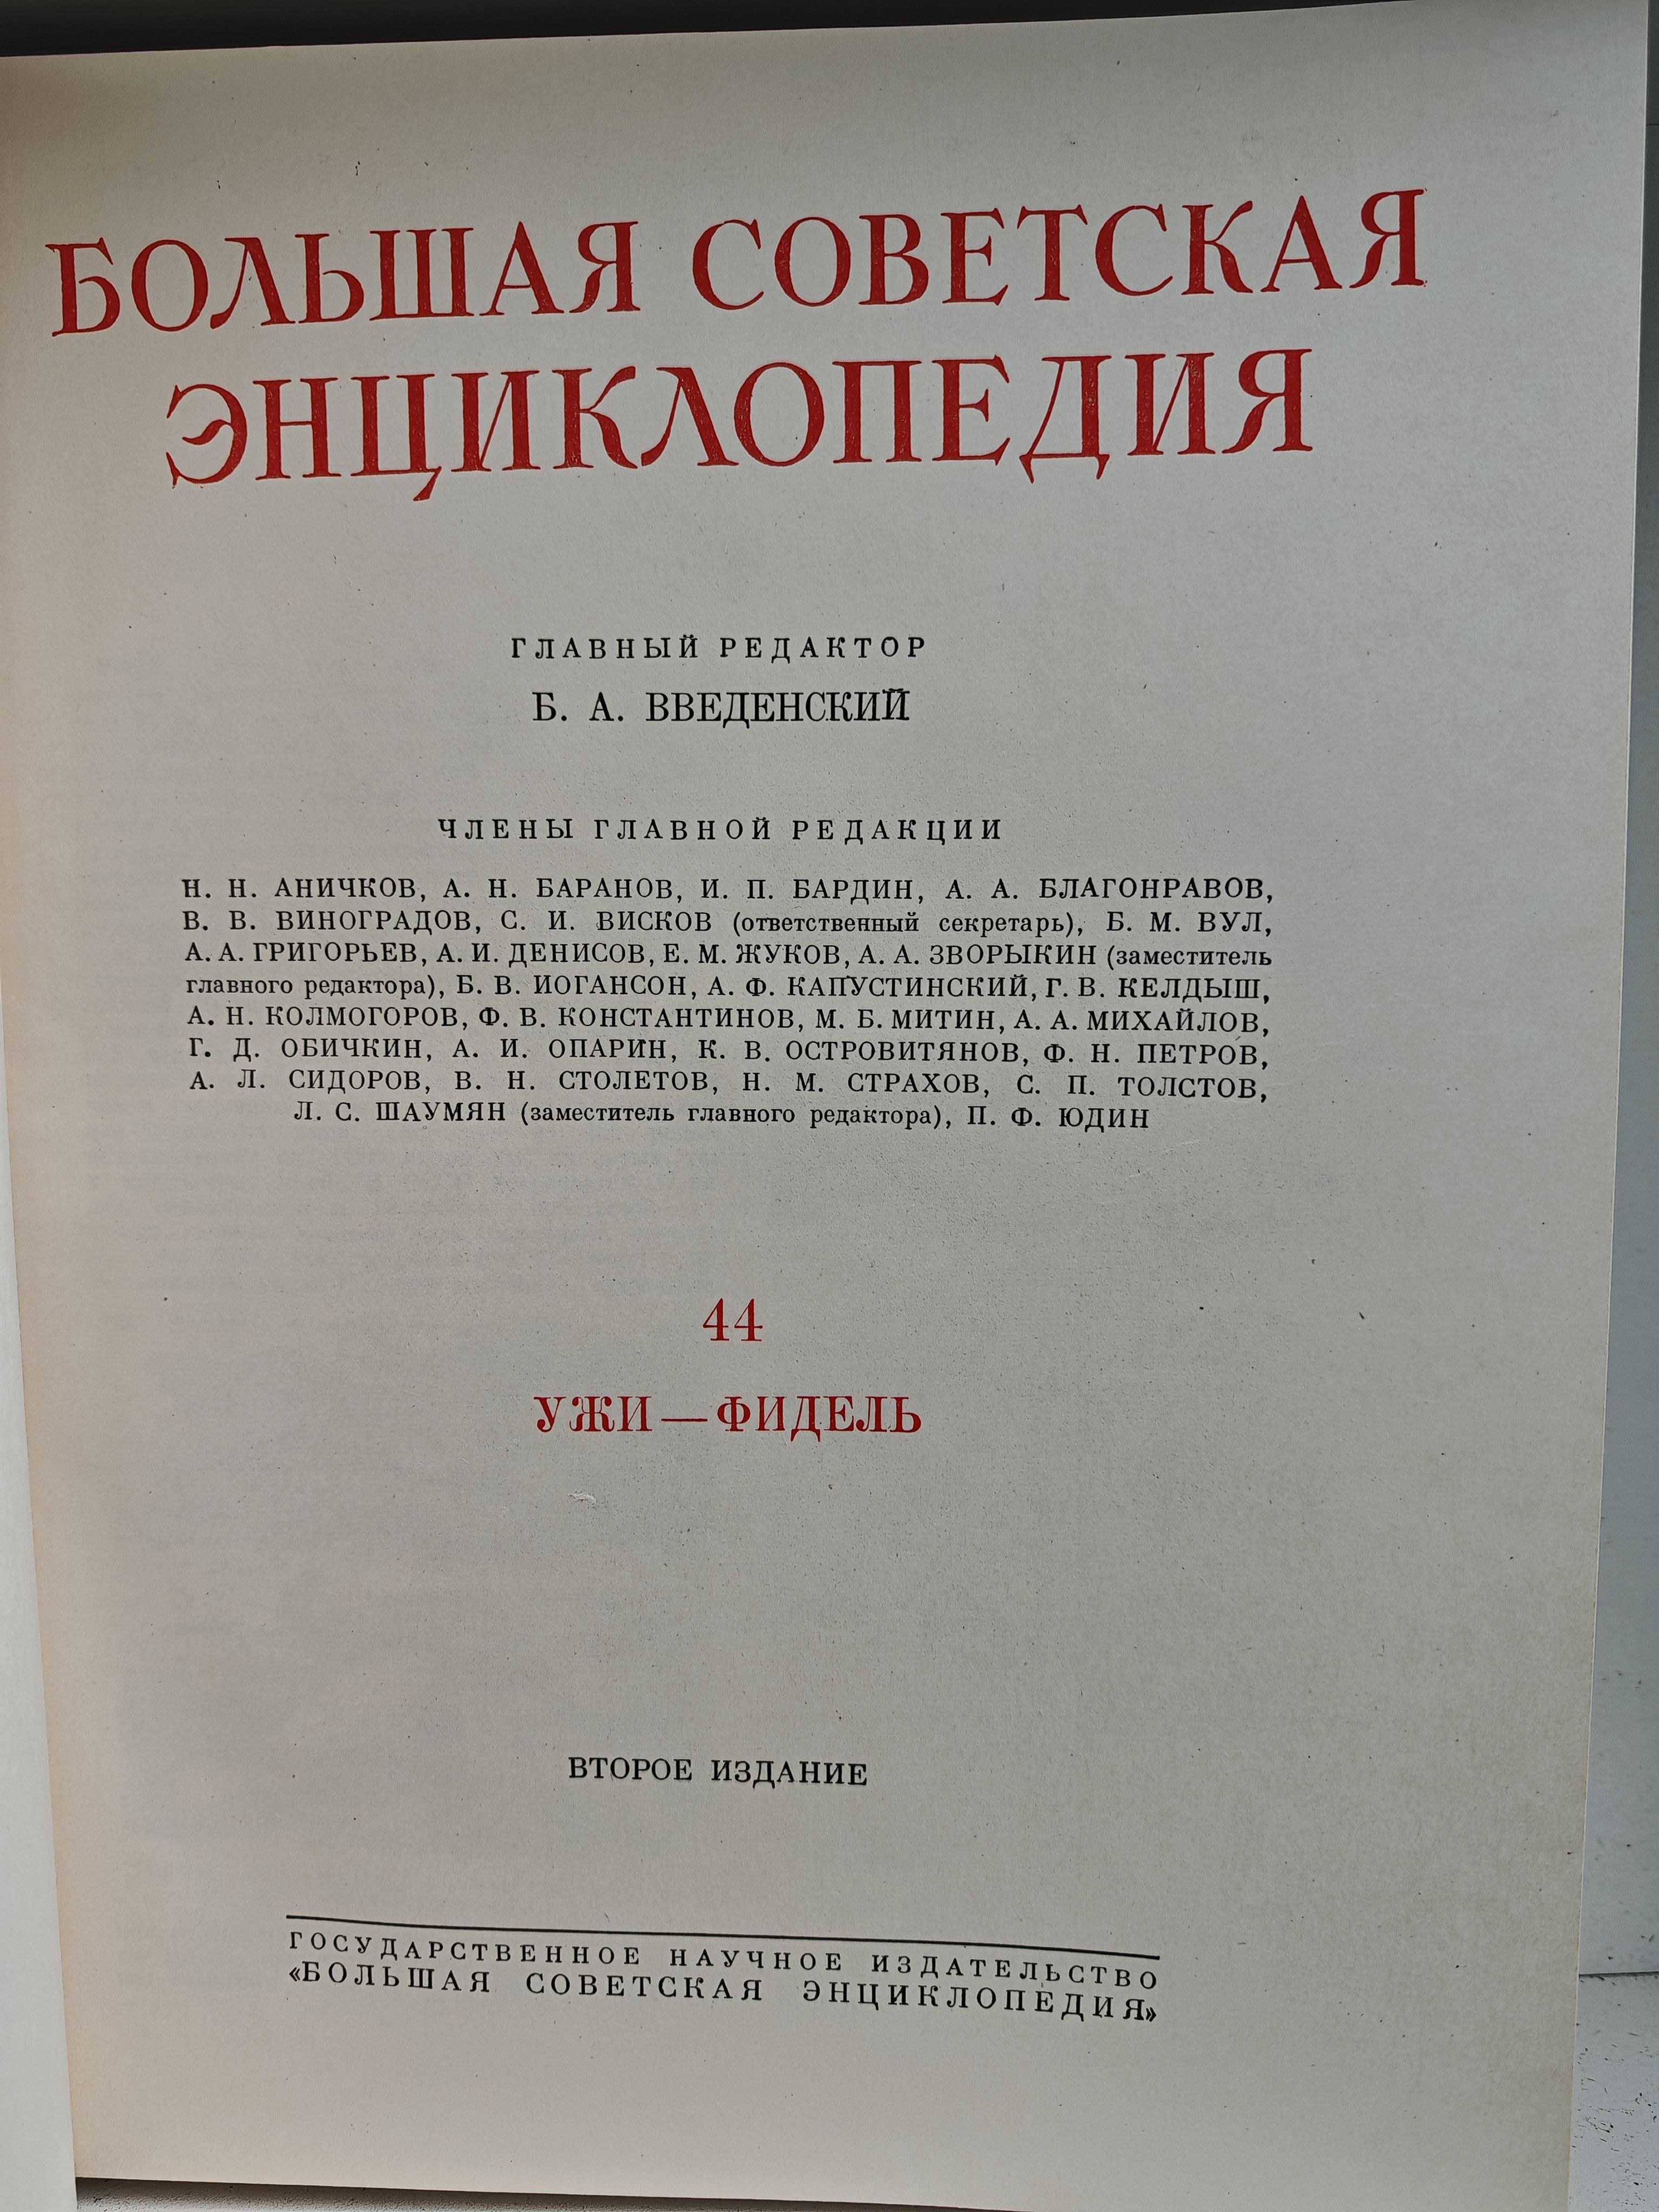 БОЛЬШАЯ СОВЕТСКАЯ
ЭНЦИКЛОПЕДИЯ
ГЛАВНЫЙ РЕДАКТОР
Б. А. ВВЕДЕНСКИЙ
ЧЛЕНЫ ГЛАВНОЙ РЕДАКЦИИ
Н. Н. АНИЧКОВ, А. Н. БАРАНОВ, И. П. БАРДИН, А. А. БЛАГОНРАВОВ,
В. В. ВИНОГРАДОВ, С. И. ВИСКОВ (ответственный секретарь), Б. М. ВУЛ,
А. А. ГРИГОРЬЕВ, А. И. ДЕНИСОВ, Е. М. ЖУКОВ, А. А. ЗВОРЫКИН (заместитель
главного редактора), Б. В. ИОГАНСОН, А. Ф. КАПУСТИНСКИЙ, Г. В. КЕЛДЫШ,
А. Н. КОЛМОГОРОВ, Ф. В. КОНСТАНТИНОВ, М. Б. МИТИН, А. А. МИХАЙЛОВ,
Г. Д. ОБИЧКИН, А. И. ОПАРИН, К. В. ОСТРОВИТЯНОВ, Ф. Н. ПЕТРОВ,
А. Л. СИДОРОВ, В. Н. СТОЛЕТОВ, Н. М. СТРАХОВ, С. П. ТОЛСТОВ,
Л. С. ШАУМЯН (заместитель главного редактора), П. Ф. ЮДИН
44
УЖИ — ФИДЕЛЬ
ВТОРОЕ ИЗДАНИЕ
ГОСУДАРСТВЕННОЕ НАУЧНОЕ ИЗДАТЕЛЬСТВО
«БОЛЬШАЯ СОВЕТСКАЯ ЭНЦИКЛОПЕДИЯ»